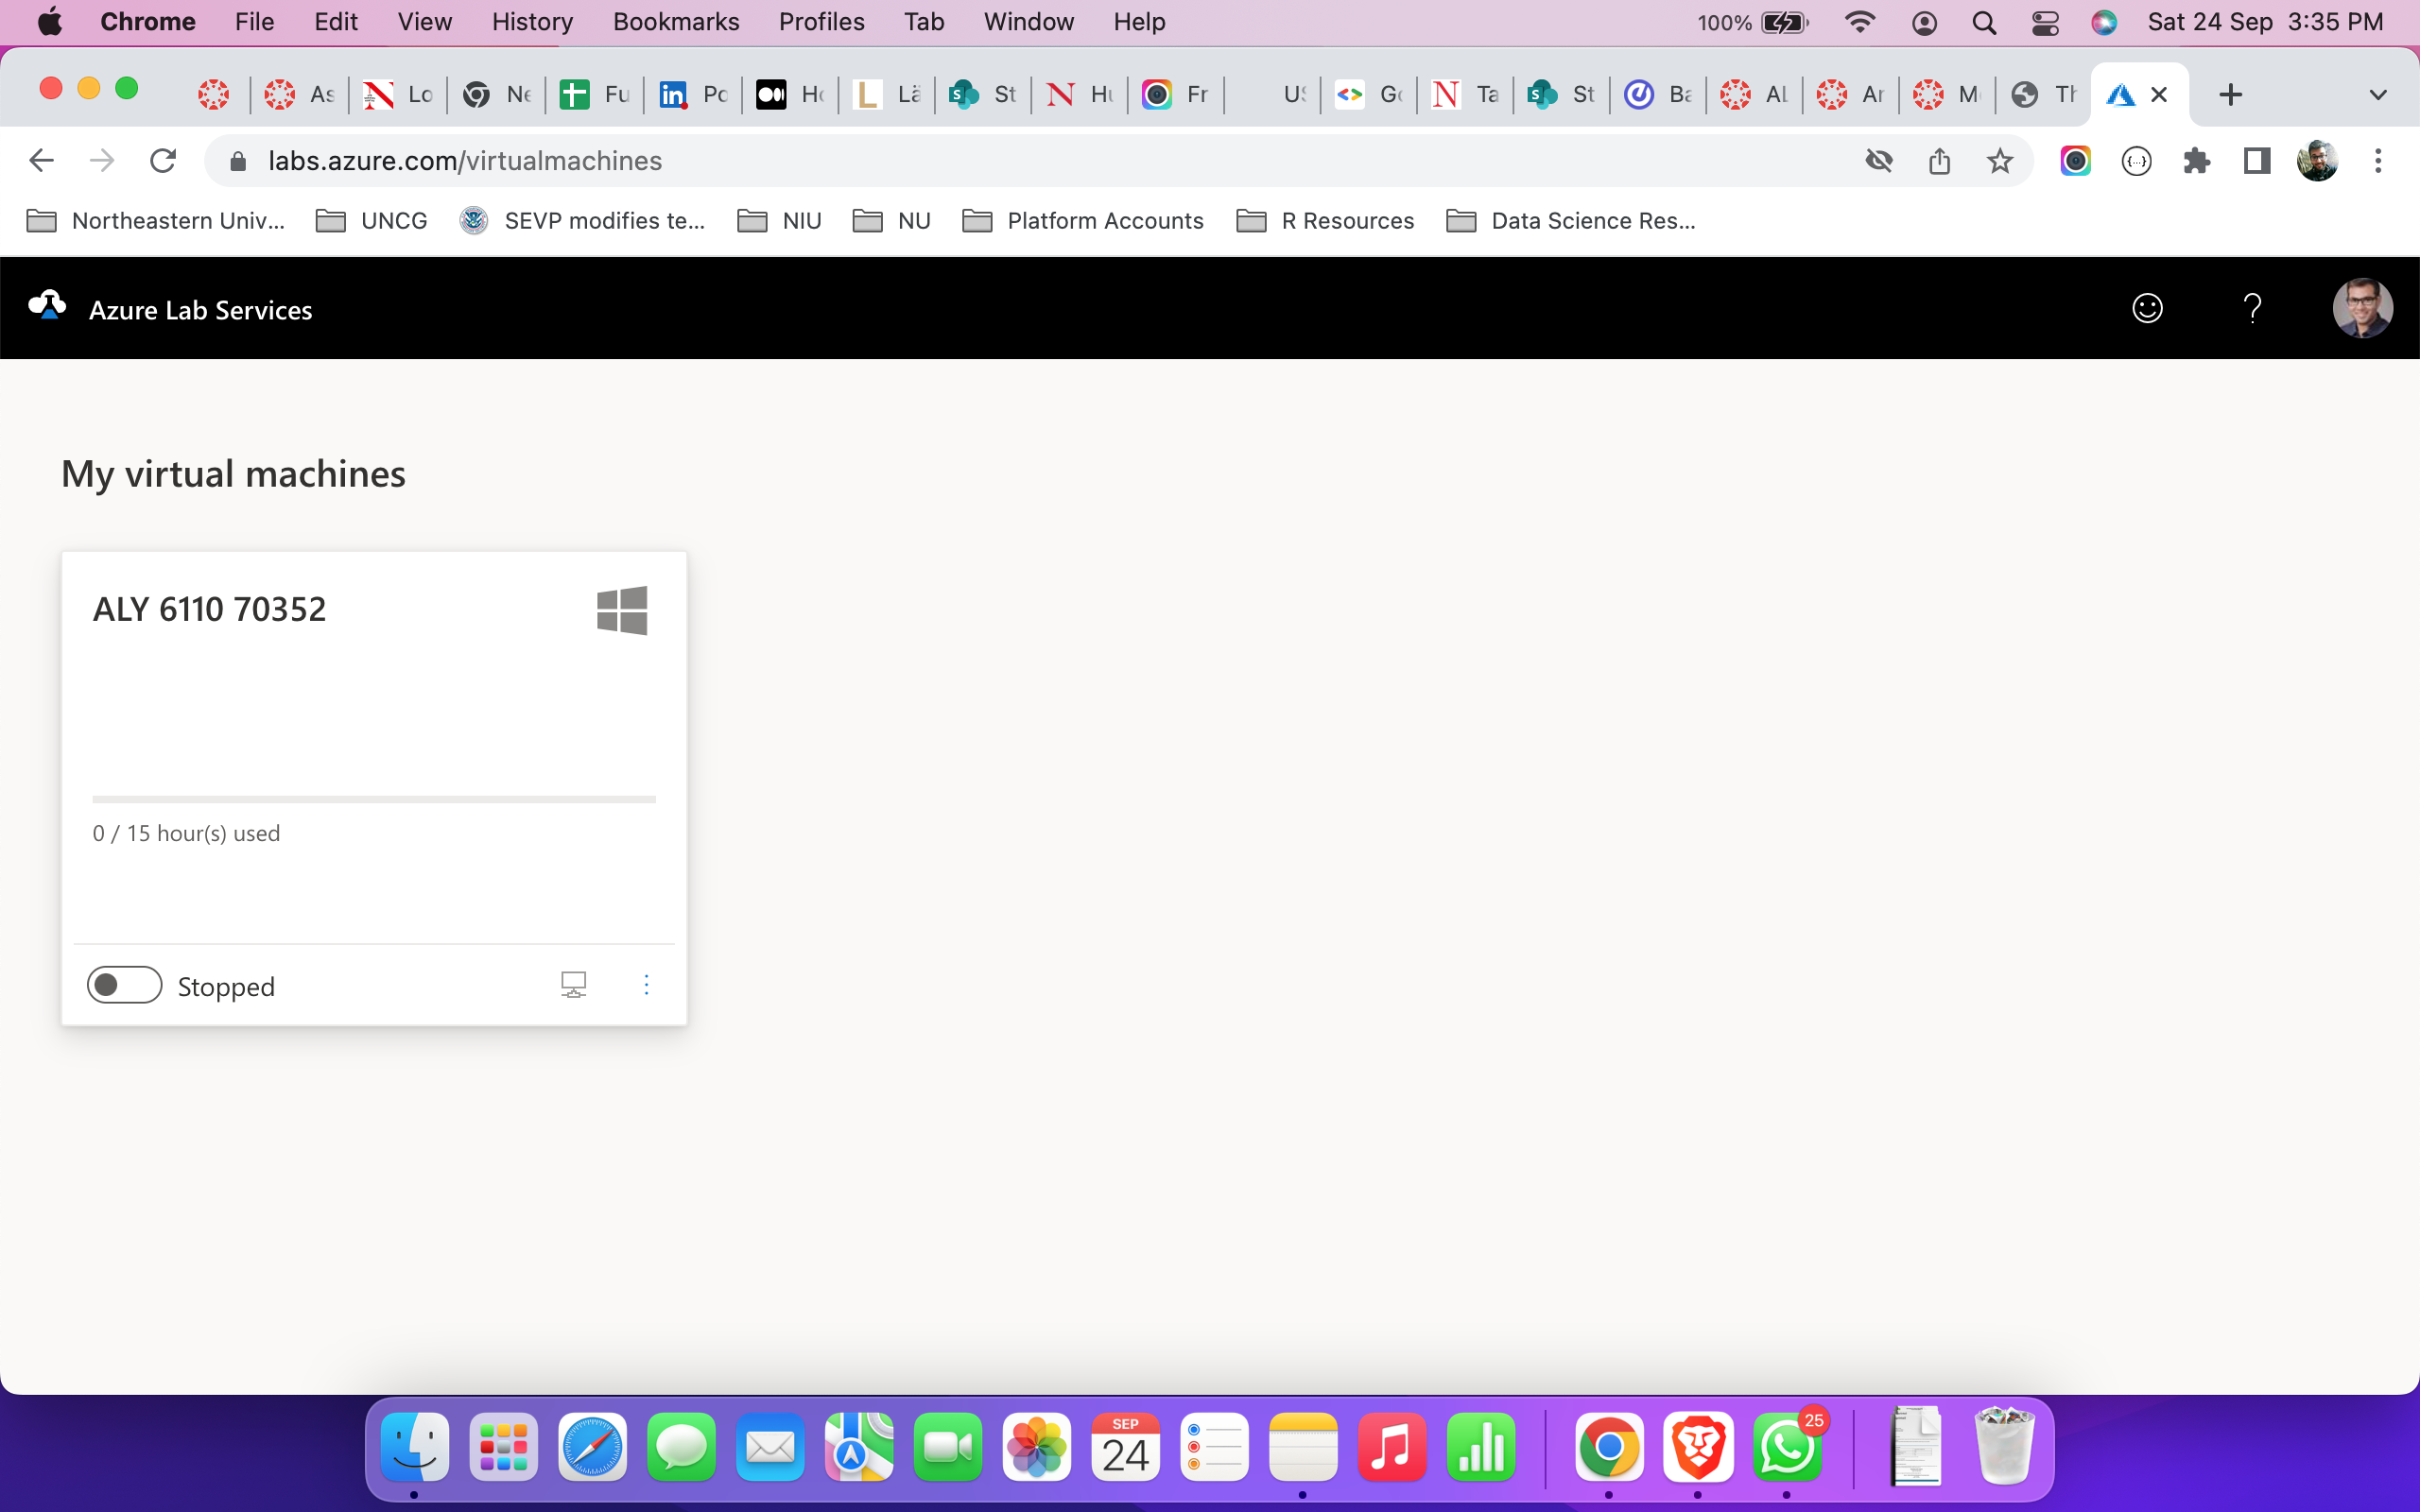 Chrome File Edit View History Bookmarks Profiles Tab Window Help 100% Sat 24 Sep 3:35 PM
As Lo Ne Fu in Po Ho L Lä S St N Hu Fr US Go N Ta S St Ba AL Ar M Th
labs.azure.com/virtualmachines
Northeastern Univ... UNCG SEVP modifies te... NIU NU Platform Accounts R Resources Data Science Res...
Azure Lab Services ?
My virtual machines
ALY 6110 70352
0 / 15 hour(s) used
Stopped
SEP
24
25